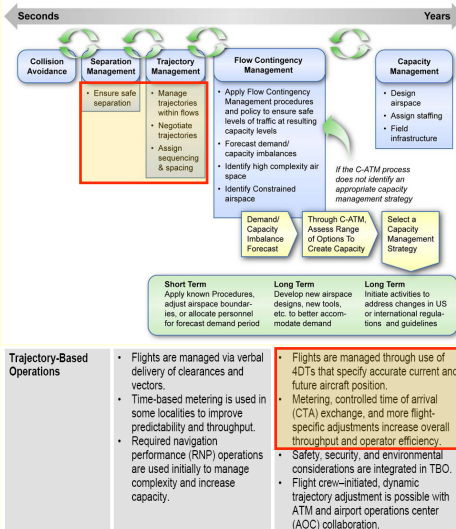 Seconds
Years
Collision
Avoidance
Separation
Management
• Ensure safe
separation
Trajectory
Management
• Manage
trajectories
within flows
• Negotiate
trajectories
• Assign
sequencing
& spacing
Flow Contingency
Management
• Apply Flow Contingency
Management procedures
and policy to ensure safe
levels of traffic at resulting
capacity levels
• Forecast demand/
capacity imbalances
• Identify high complexity air
space
• Identify Constrained
airspace
Capacity
Management
• Design
airspace
• Assign staffing
• Field
infrastructure
If the C-ATM process
does not identify an
appropriate capacity
management strategy
Demand/
Capacity
Imbalance
Forecast
Through C-ATM,
Assess Range
of Options To
Create Capacity
Select a
Capacity
Management
Strategy
Short Term
Apply known Procedures,
adjust airspace boundar-
ies, or allocate personnel
for forecast demand period
Long Term
Develop new airspace
designs, new tools,
etc. to better accom-
modate demand
Long Term
Initiate activities to
address changes in US
or international regula-
tions and guidelines
Trajectory-Based
Operations
• Flights are managed via verbal
delivery of clearances and
vectors.
• Time-based metering is used in
some localities to improve
predictability and throughput.
• Required navigation
performance (RNP) operations
are used initially to manage
complexity and increase
capacity.
• Flights are managed through use of
4DTs that specify accurate current and
future aircraft position.
• Metering, controlled time of arrival
(CTA) exchange, and more flight-
specific adjustments increase overall
throughput and operator efficiency.
• Safety, security, and environmental
considerations are integrated in TBO.
• Flight crew–initiated, dynamic
trajectory adjustment is possible with
ATM and airport operations center
(AOC) collaboration.